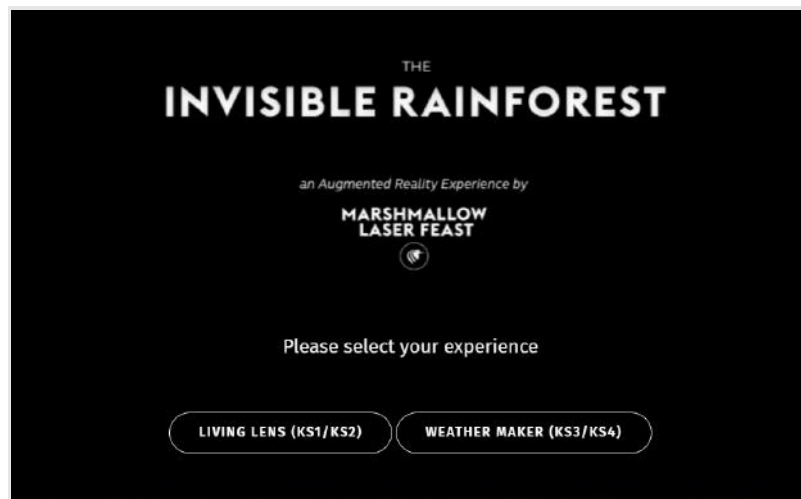 THE
INVISIBLE RAINFOREST
an Augmented Reality Experience by
MARSHMALLOW
LASER FEAST
Please select your experience
LIVING LENS (KS1/KS2)
WEATHER MAKER (KS3/KS4)